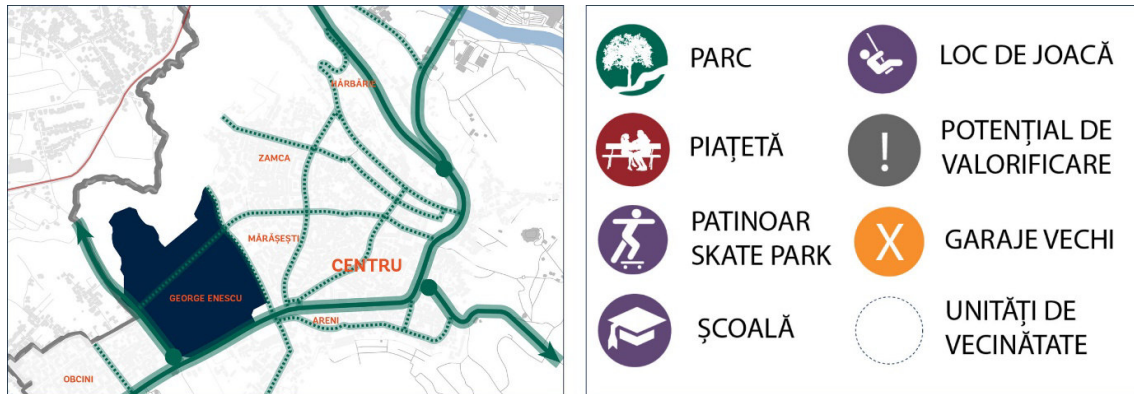 BĂRBĂRIE
ZAMCA
MĂRĂȘEȘTI
CENTRU
GEORGE ENESCU
ARENI
OBCINI
PARC
PIAȚETĂ
PATINOAR
SKATE PARK
ȘCOALĂ
LOC DE JOACĂ
!
POTENȚIAL DE
VALORIFICARE
X
GARAJE VECHI
UNITĂȚI DE
VECINĂTATE